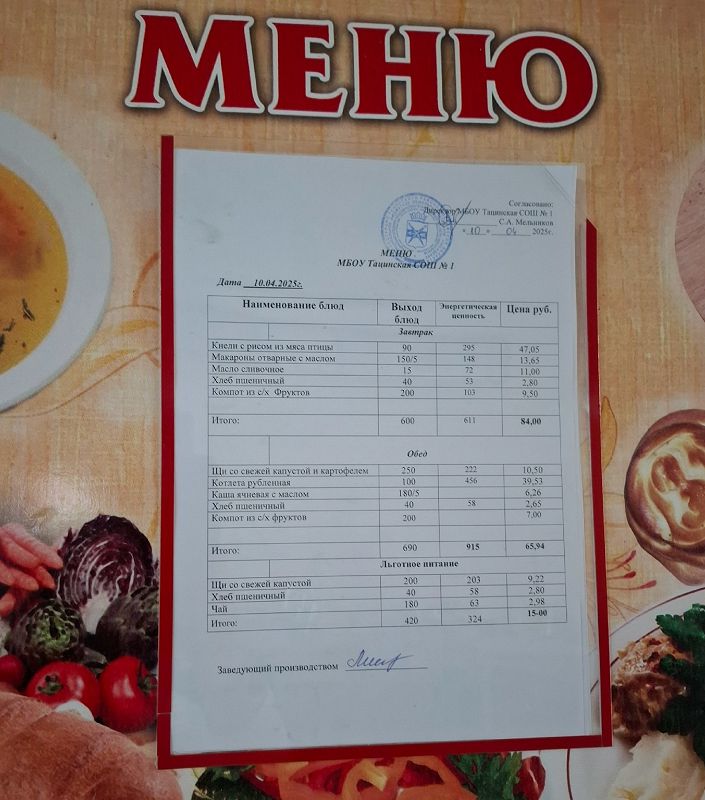 МЕНЮ
Согласовано:
Директор МБОУ Тацинская СОШ № 1
С.А. Мельников
« 10 » 04 2025г.
МЕНЮ
МБОУ Тацинская СОШ № 1
Дата 10.04.2025г.
Наименование блюд Выход блюд Энергетическая ценность Цена руб.
Завтрак
Кнели с рисом из мяса птицы 90 295 47,05
Макароны отварные с маслом 150/5 148 13,65
Масло сливочное 15 72 11,00
Хлеб пшеничный 40 53 2,80
Компот из с/х Фруктов 200 103 9,50
Итого: 600 611 84,00
Обед
Щи со свежей капустой и картофелем 250 222 10,50
Котлета рубленная 100 456 39,53
Каша ячневая с маслом 180/5 6,26
Хлеб пшеничный 40 58 2,65
Компот из с/х фруктов 200 7,00
Итого: 690 915 65,94
Льготное питание
Щи со свежей капустой 200 203 9,22
Хлеб пшеничный 40 58 2,80
Чай 180 63 2,98
Итого: 420 324 15-00
Заведующий производством